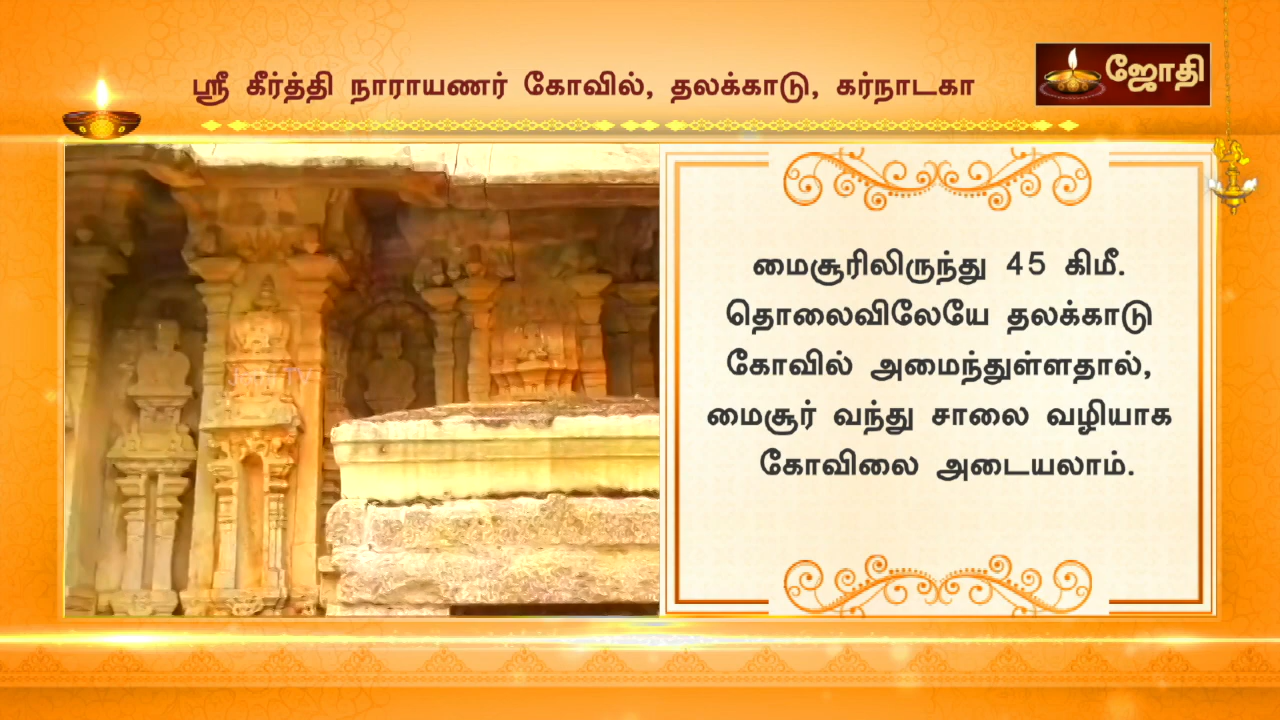 ஸ்ரீ கீர்த்தி நாராயணர் கோவில், தலக்காடு, கர்நாடகா
ஜோதி
மைசூரிலிருந்து 45 கிமீ.
தொலைவிலேயே தலக்காடு
கோவில் அமைந்துள்ளதால்,
மைசூர் வந்து சாலை வழியாக
கோவிலை அடையலாம்.